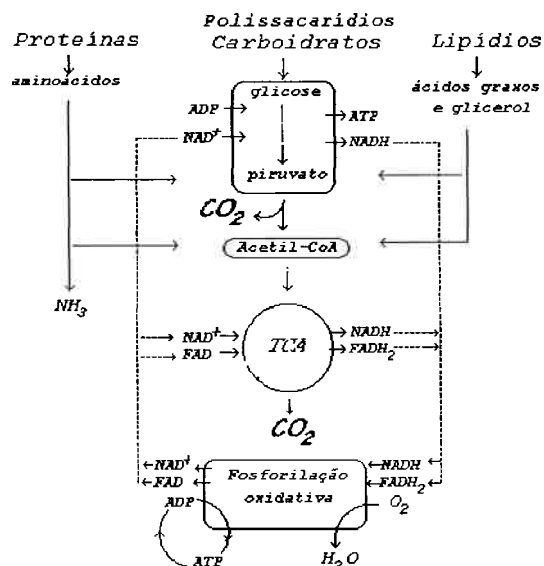 Proteínas
aminoácidos
Polissacarídios
Carboidratos
Lipídios
ácidos graxos
e glicerol
glicose
ADP
ATP
NAD+
NADH
piruvato
CO2
Acetil-CoA
NH3
NAD+
FAD
TCA
NADH
FADH2
CO2
NAD+
FAD
Fosforilação
oxidativa
NADH
FADH2
ADP
O2
ATP
H2O